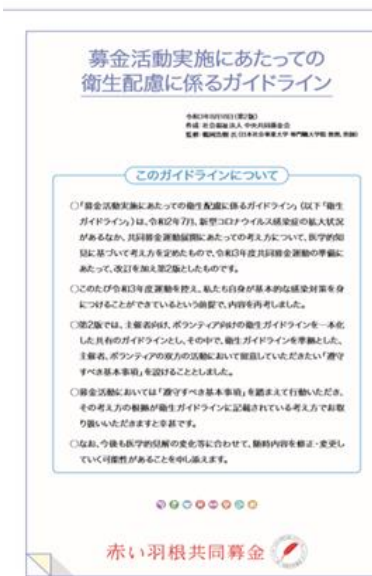 募金活動実施にあたっての
衛生配慮に係るガイドライン
作成 社会福祉法人 中央共同募金会
このガイドラインについて
○「募金活動実施にあたっての衛生配慮に係るガイドライン」(以下「衛生
ガイドライン」)は、令和2年7月、新型コロナウイルス感染症の拡大状況
があるなか、共同募金運動展開にあたっての考え方について、医学的知
見に基づいて考え方を定めたもので、令和3年度共同募金運動の準備に
あたって、改訂を加え第2版としたものです。
○このたび令和3年度運動を控え、私たち自身が基本的な感染対策を身
につけることができているという前提で、内容を再考しました。
○第2版では、主催者向け、ボランティア向けの衛生ガイドラインを一本化
した共有のガイドラインとし、その中で、衛生ガイドラインを準備とした、
主催者、ボランティアの双方の活動において留意していただきたい「遵守
すべき基本事項」を設けることとしました。
○募金活動においては「遵守すべき基本事項」を踏まえて行動いただき、
その考え方の根拠が衛生ガイドラインに記載されている考え方でお取
り扱いいただきますと幸甚です。
○なお、今後も医学的見解の変化等に合わせて、随時内容を修正・変更し
ていく可能性があることを申し添えます。
赤い羽根共同募金